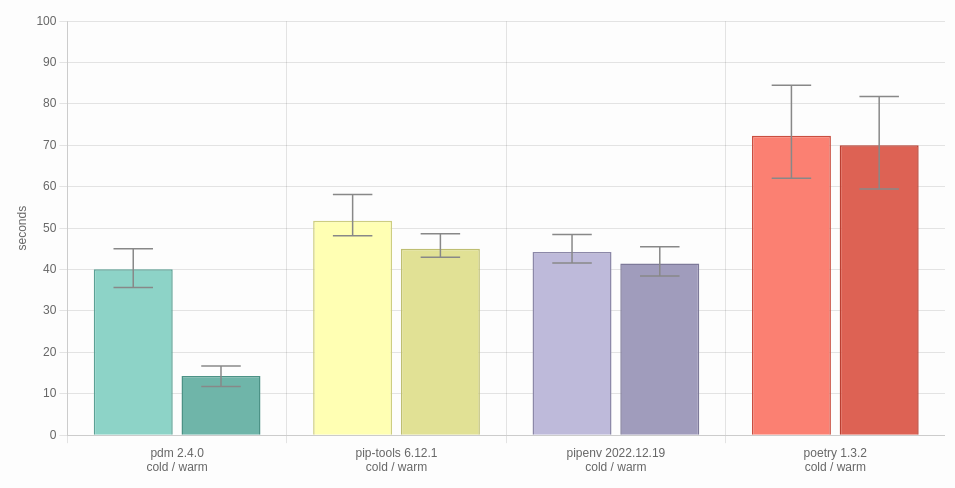 100
90
80
70
60
50
40
30
20
10
0
seconds
pdm 2.4.0
cold / warm
pip-tools 6.12.1
cold / warm
pipenv 2022.12.19
cold / warm
poetry 1.3.2
cold / warm